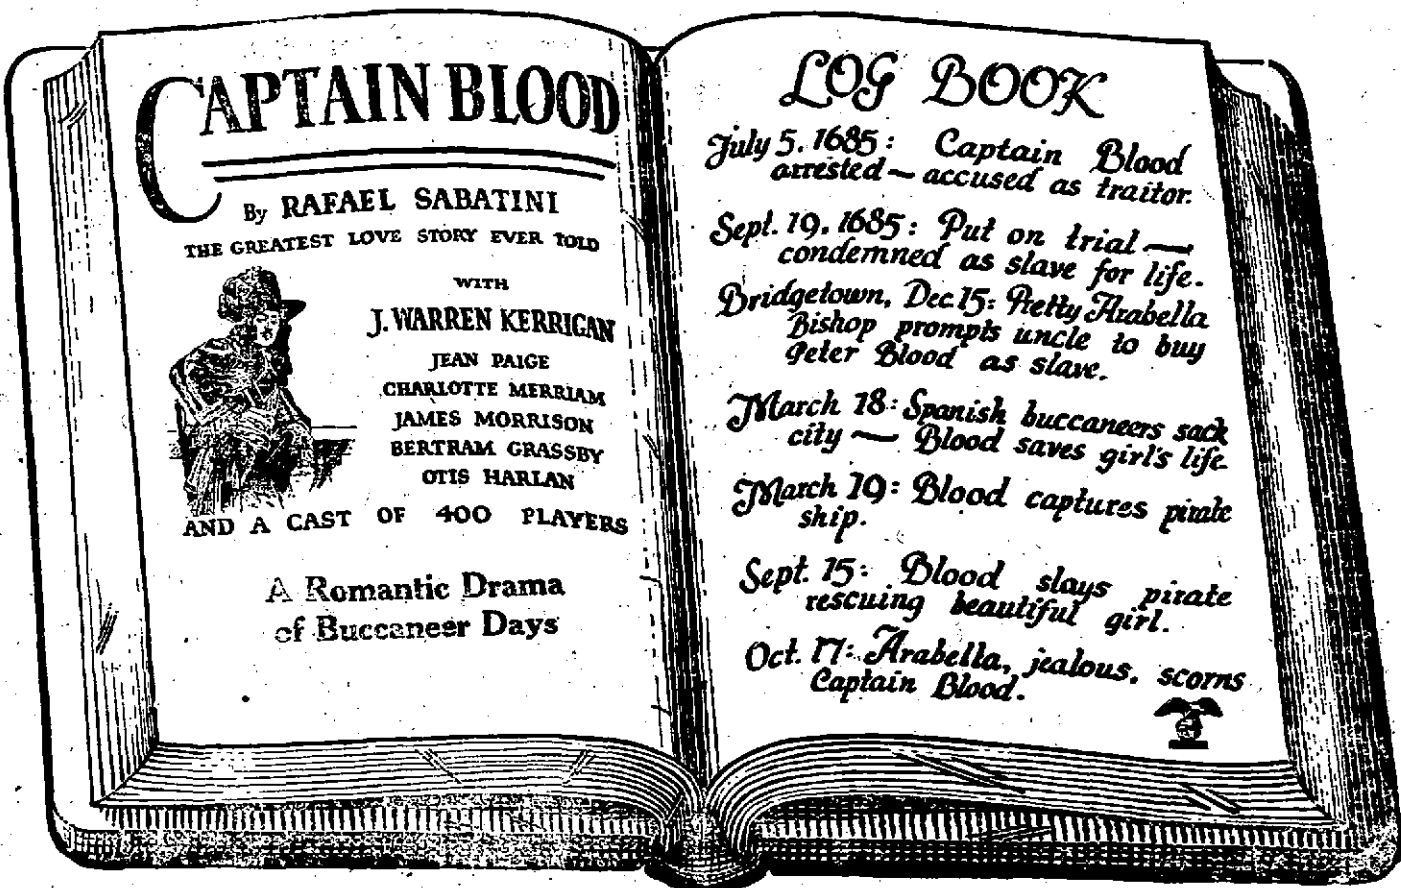 CAPTAIN BLOOD
By RAFAEL SABATINI
THE GREATEST LOVE STORY EVER TOLD
WITH
J. WARREN KERRIGAN
JEAN PAIGE
CHARLOTTE MERRIAM
JAMES MORRISON
BERTRAM GRASSBY
OTIS HARLAN
AND A CAST OF 400 PLAYERS
A Romantic Drama
of Buccaneer Days
LOG BOOK
July 5, 1685: Captain Blood
arrested — accused as traitor.
Sept. 19, 1685: Put on trial —
condemned as slave for life.
Bridgetown, Dec. 15: Pretty Arabella
Bishop prompts uncle to buy
Peter Blood as slave.
March 18: Spanish buccaneers sack
city — Blood saves girl's life.
March 19: Blood captures pirate
ship.
Sept. 15: Blood slays pirate
rescuing beautiful girl.
Oct. 17: Arabella, jealous, scorns
Captain Blood.